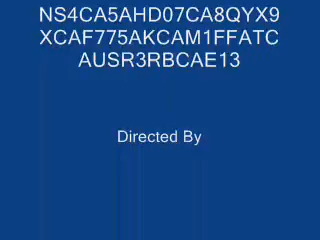 NS4CA5AHD07CA8QYX9
XCAF775AKCAM1FFATC
AUSR3RBCAE13
Directed By